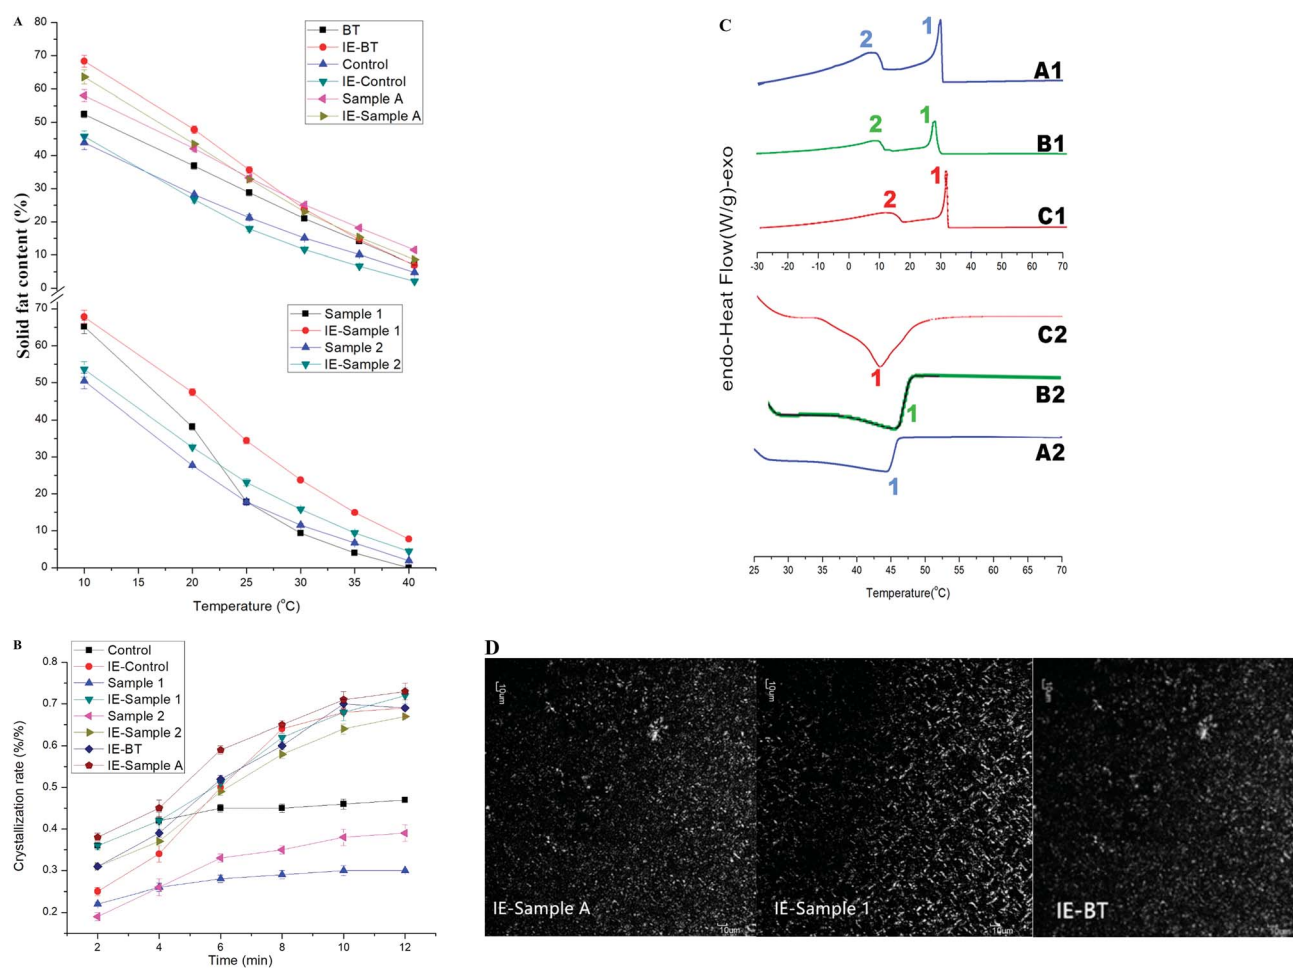 A
Solid fat content (%)
80
70
60
50
40
30
20
10
0
BT
IE-BT
Control
IE-Control
Sample A
IE-Sample A
70
60
50
40
30
20
10
0
Sample 1
IE-Sample 1
Sample 2
IE-Sample 2
10 15 20 25 30 35 40
Temperature (°C)
B
Crystallization rate (%/%)
0.8
0.7
0.6
0.5
0.4
0.3
0.2
Control
IE-Control
Sample 1
IE-Sample 1
Sample 2
IE-Sample 2
IE-BT
IE-Sample A
2 4 6 8 10 12
Time (min)
C
endo-Heat Flow(W/g)-exo
2 1 A1
2 1 B1
2 1 C1
-30 -20 -10 0 10 20 30 40 50 60 70
C2
1
B2
1
A2
1
25 30 35 40 45 50 55 60 65 70
Temperature(°C)
D
10um
IE-Sample A
10um
10um
IE-Sample 1
10um
10um
IE-BT
10um